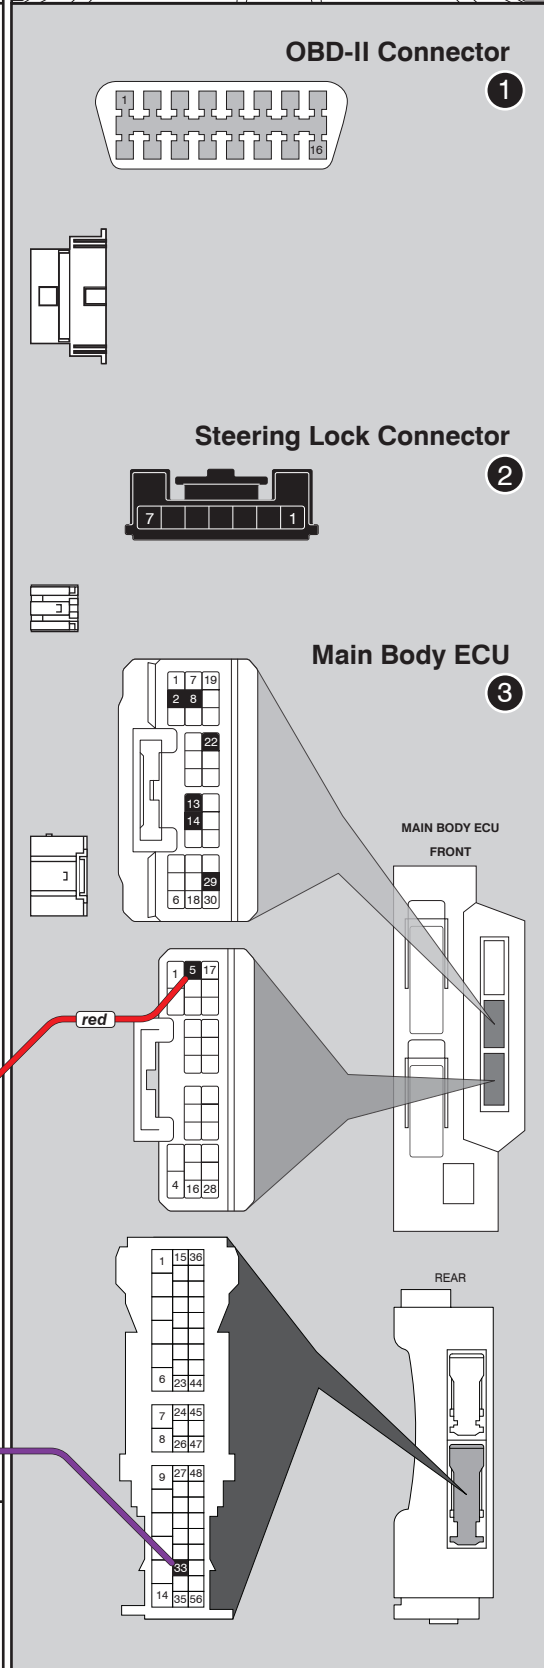 OBD-II Connector
1
1
16
Steering Lock Connector
2
7 1
Main Body ECU
3
1 7 19
2 8
22
13
14
29
6 18 30
MAIN BODY ECU
FRONT
1 5 17
red
4 16 28
REAR
1 15 36
6 23 44
7 24 45
8 26 47
9 27 48
33
14 35 56